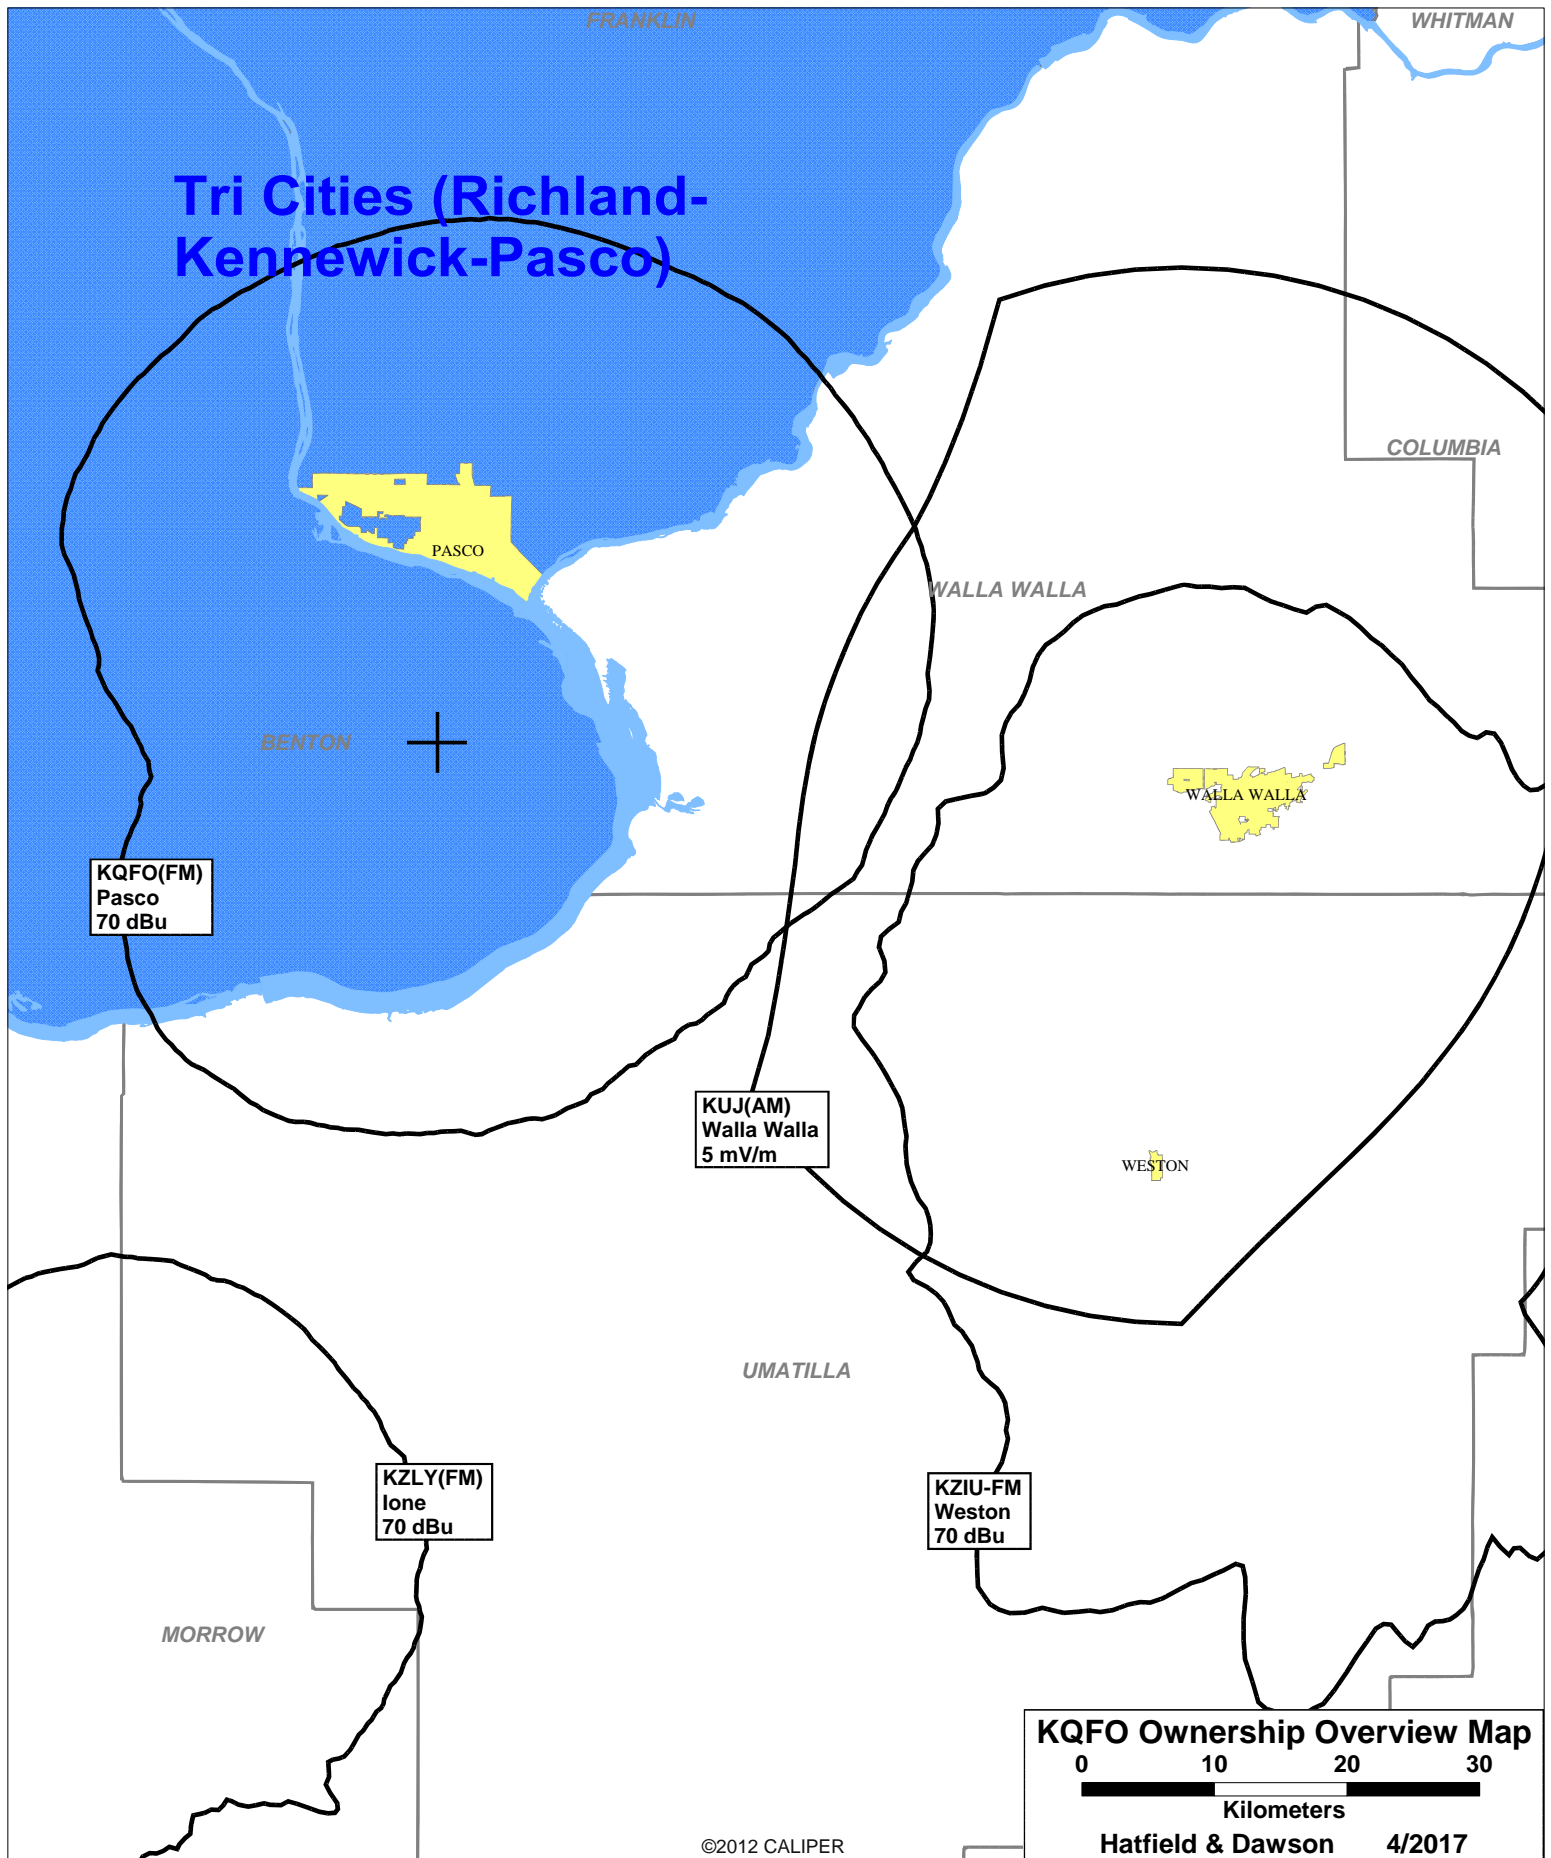 FRANKLIN
WHITMAN
Tri Cities (Richland-
Kennewick-Pasco)
COLUMBIA
PASCO
WALLA WALLA
BENTON
WALLA WALLA
KQFO(FM)
Pasco
70 dBu
KUJ(AM)
Walla Walla
5 mV/m
WESTON
UMATILLA
KZLY(FM)
Ione
70 dBu
KZIU-FM
Weston
70 dBu
MORROW
KQFO Ownership Overview Map
0 10 20 30
Kilometers
Hatfield & Dawson 4/2017
©2012 CALIPER